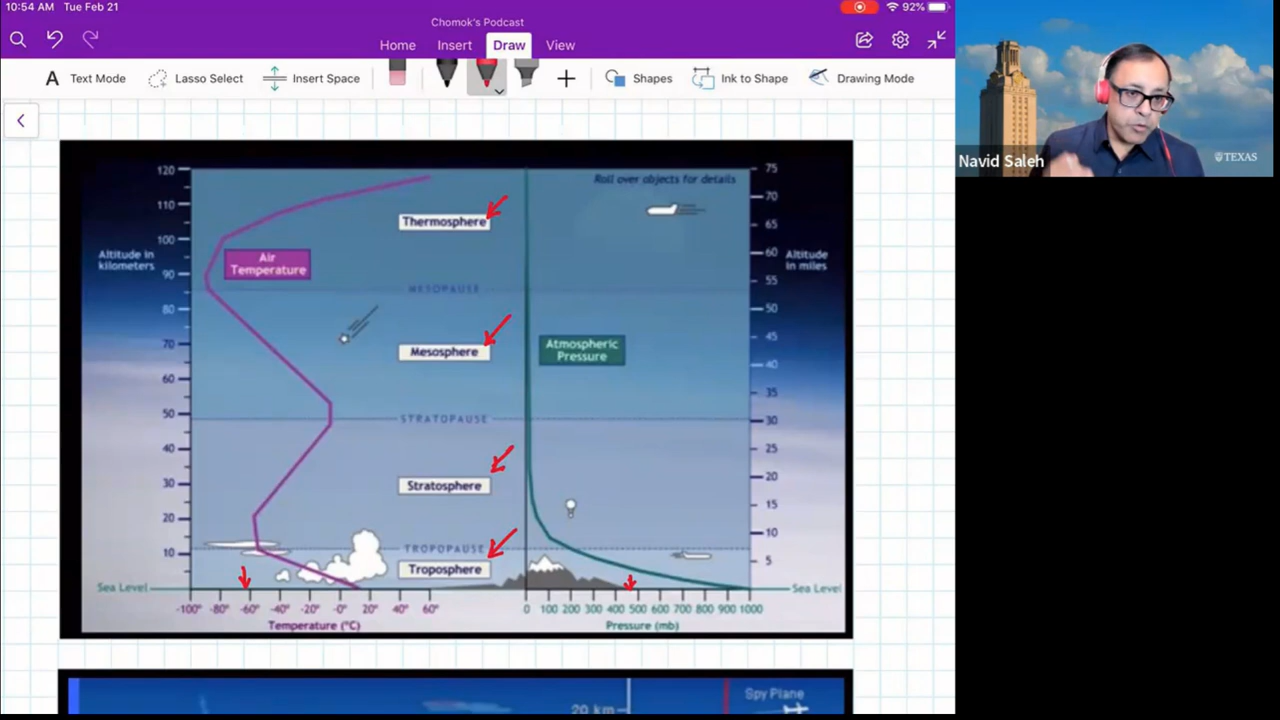 10:54 AM Tue Feb 21
92%
Chomok's Podcast
Home Insert Draw View
A Text Mode Lasso Select Insert Space Shapes Ink to Shape Drawing Mode
Navid Saleh
TEXAS
120
110
100
90
80
70
60
50
40
30
20
10
Altitude in
kilometers
Sea Level
Air
Temperature
Roll over objects for details
Thermosphere
MESOPAUSE
Mesosphere
STRATOPAUSE
Stratosphere
TROPOPAUSE
Troposphere
Atmospheric
Pressure
75
70
65
60
55
50
45
40
35
30
25
20
15
10
5
Altitude
in miles
Sea Level
-100° -80° -60° -40° -20° 0° 20° 40° 60°
Temperature (°C)
0 100 200 300 400 500 600 700 800 900 1000
Pressure (mb)
20 km
Spy Plane